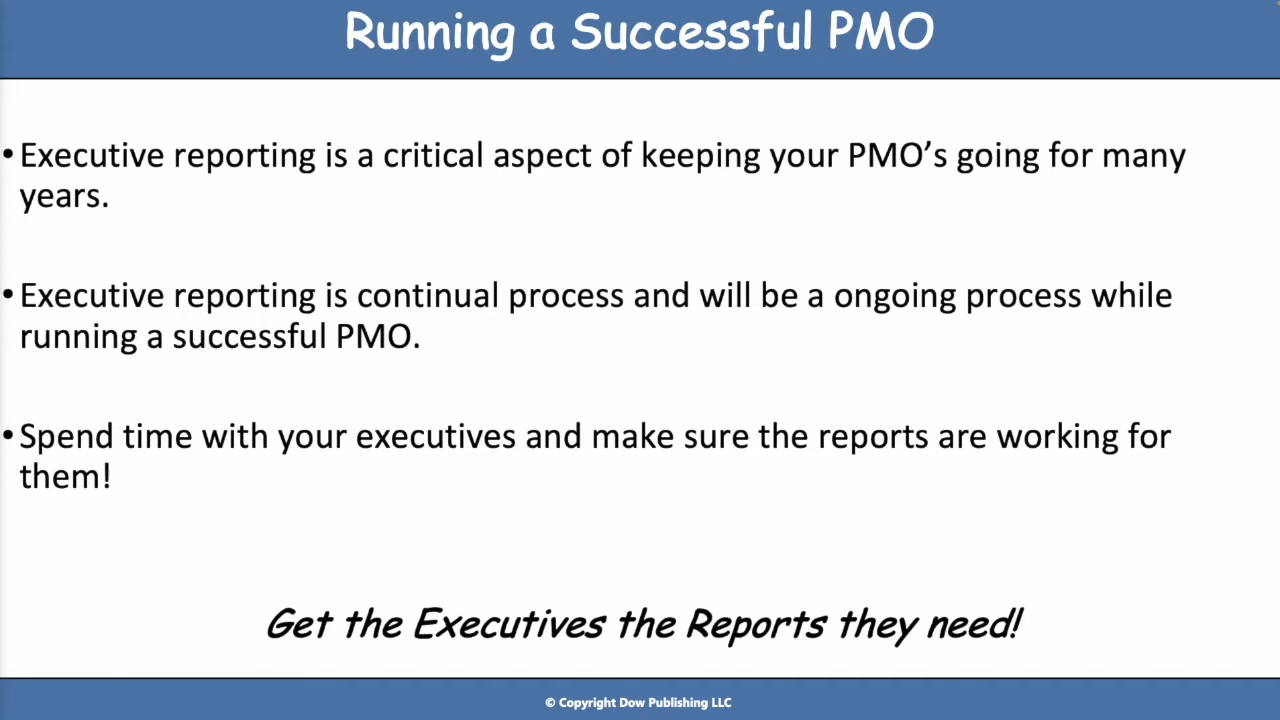 Running a Successful PMO
• Executive reporting is a critical aspect of keeping your PMO’s going for many
years.
• Executive reporting is continual process and will be a ongoing process while
running a successful PMO.
• Spend time with your executives and make sure the reports are working for
them!
Get the Executives the Reports they need!
© Copyright Dow Publishing LLC